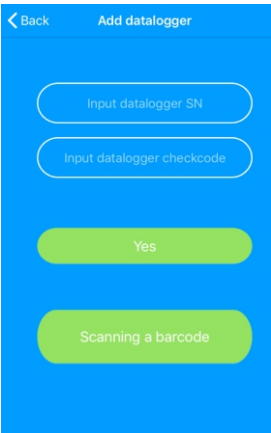 Back Add datalogger
Input datalogger SN
Input datalogger checkcode
Yes
Scanning a barcode